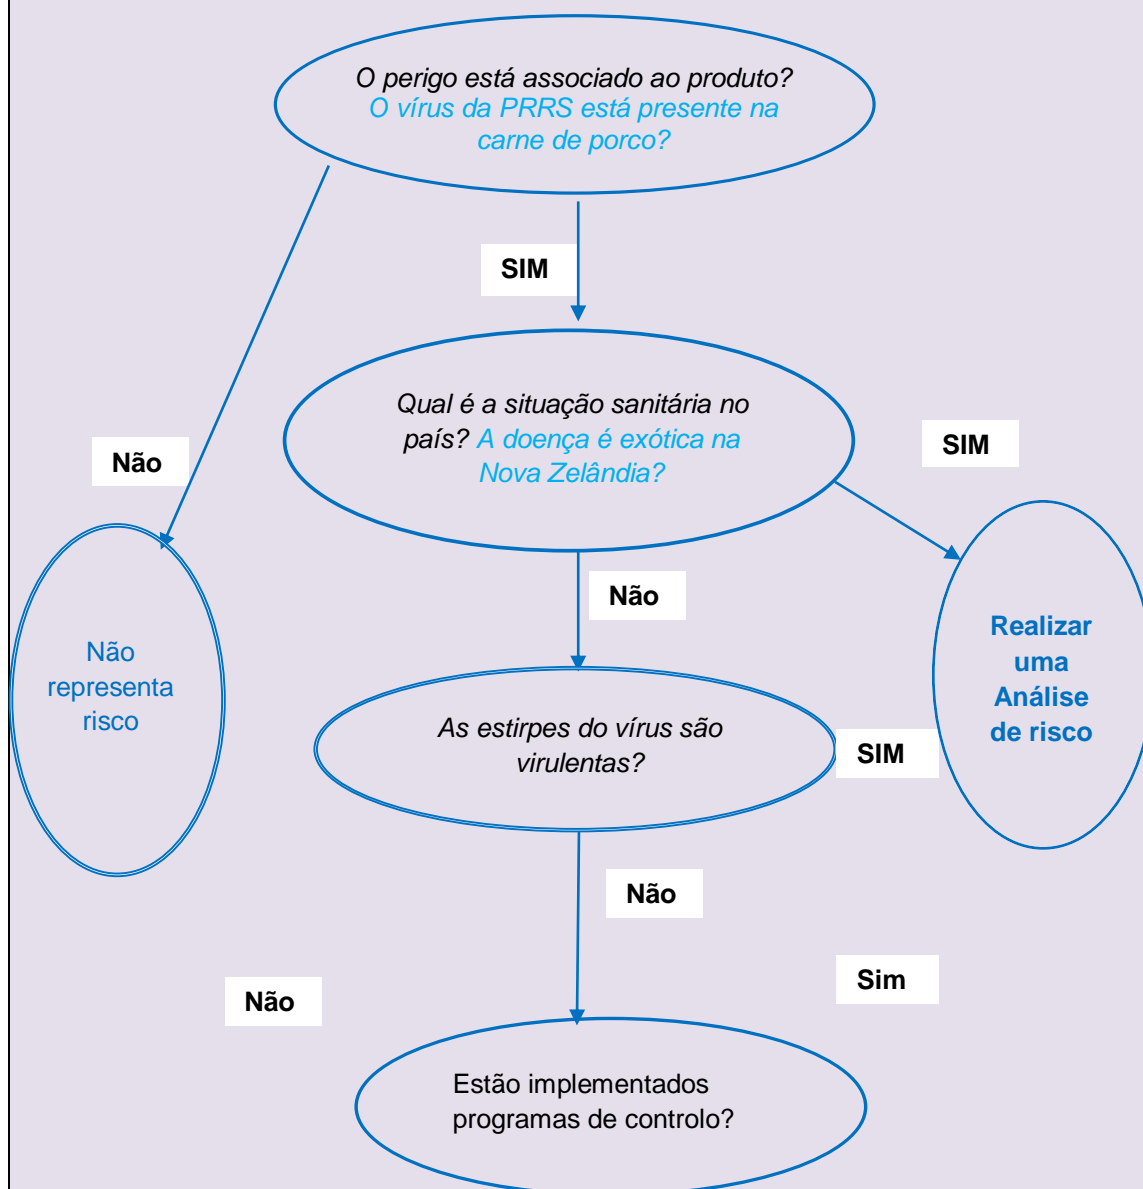 O perigo está associado ao produto?
O vírus da PRRS está presente na
carne de porco?
SIM
Qual é a situação sanitária no
país? A doença é exótica na
Nova Zelândia?
SIM
Não
Não
Não
representa
risco
Realizar
uma
Análise
de risco
As estirpes do vírus são
virulentas?
SIM
Não
Sim
Não
Estão implementados
programas de controlo?